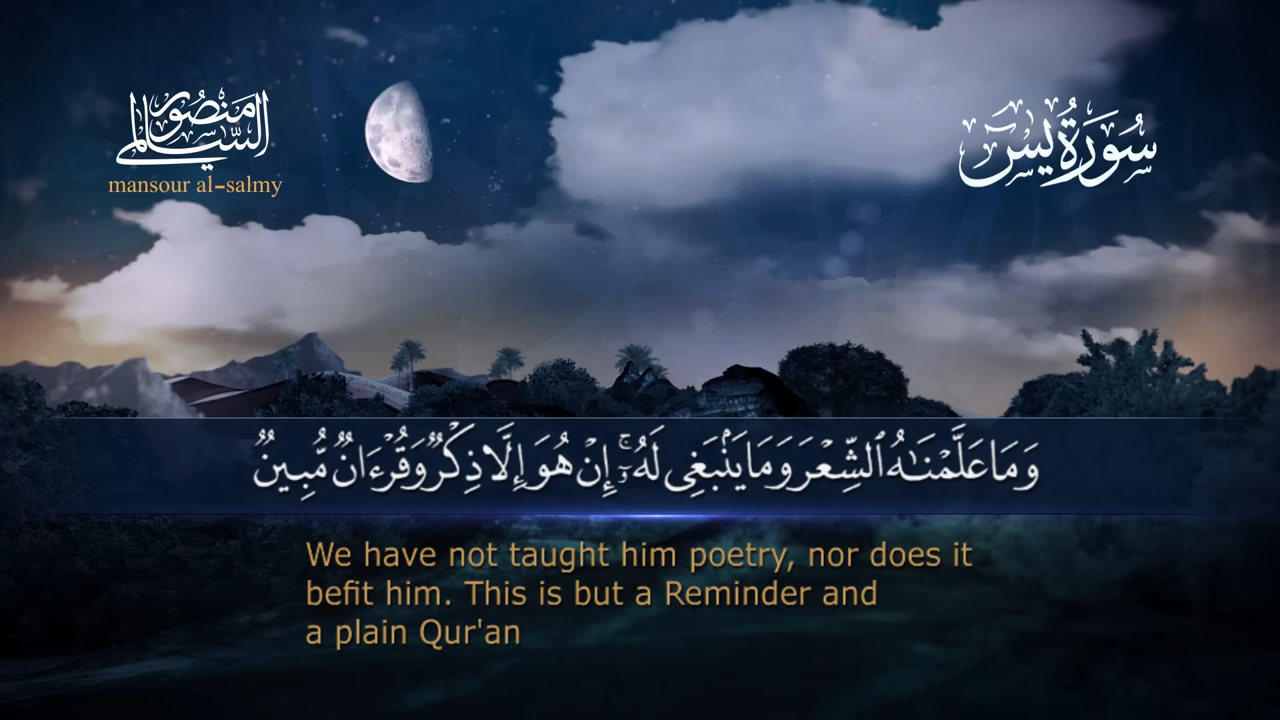 منصور السالمي
mansour al-salmy
سُورَةُ يسٓ
وَمَا عَلَّمْنَٰهُ ٱلشِّعْرَ وَمَا يَنۢبَغِى لَهُۥٓ ۚ إِنْ هُوَ إِلَّا ذِكْرٌ وَقُرْءَانٌ مُّبِينٌ
We have not taught him poetry, nor does it
befit him. This is but a Reminder and
a plain Qur'an